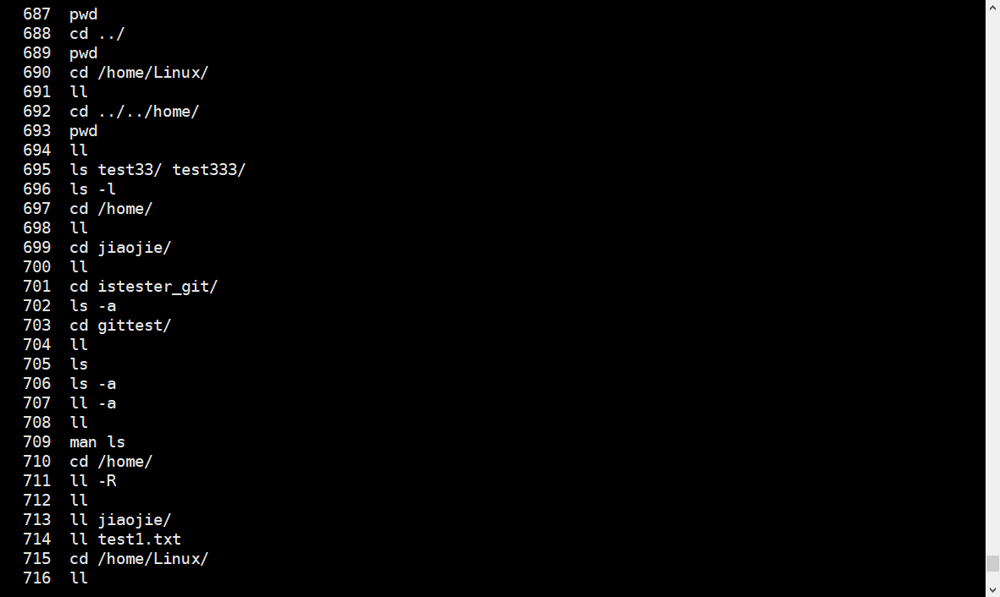 687  pwd
688  cd ../
689  pwd
690  cd /home/Linux/
691  ll
692  cd ../../home/
693  pwd
694  ll
695  ls test33/ test333/
696  ls -l
697  cd /home/
698  ll
699  cd jiaojie/
700  ll
701  cd istester_git/
702  ls -a
703  cd gittest/
704  ll
705  ls
706  ls -a
707  ll -a
708  ll
709  man ls
710  cd /home/
711  ll -R
712  ll
713  ll jiaojie/
714  ll test1.txt
715  cd /home/Linux/
716  ll